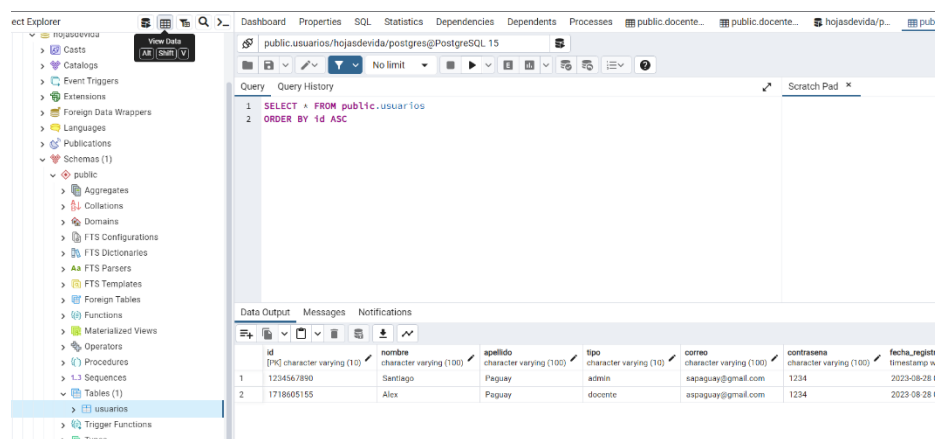 ect Explorer
Dashboard Properties SQL Statistics Dependencies Dependents Processes public.docente... public.docente... hojasdevida/p... pub
hojasdevida
View Data
Alt Shift V
public.usuarios/hojasdevida/postgres@PostgreSQL 15
No limit
Query Query History
Scratch Pad ×
1 SELECT * FROM public.usuarios
2 ORDER BY id ASC
Casts
Catalogs
Event Triggers
Extensions
Foreign Data Wrappers
Languages
Publications
Schemas (1)
public
Aggregates
Collations
Domains
FTS Configurations
FTS Dictionaries
Aa FTS Parsers
FTS Templates
Foreign Tables
Functions
Materialized Views
Operators
Procedures
1..3 Sequences
Tables (1)
usuarios
Trigger Functions
Types
Data Output Messages Notifications
id nombre apellido tipo correo contrasena fecha_registr
[PK] character varying (10) character varying (100) character varying (100) character varying (10) character varying (100) character varying (100) timestamp w
1 1234567890 Santiago Paguay admin sapaguay@gmail.com 1234 2023-08-28
2 1718605155 Alex Paguay docente aspaguay@gmail.com 1234 2023-08-28